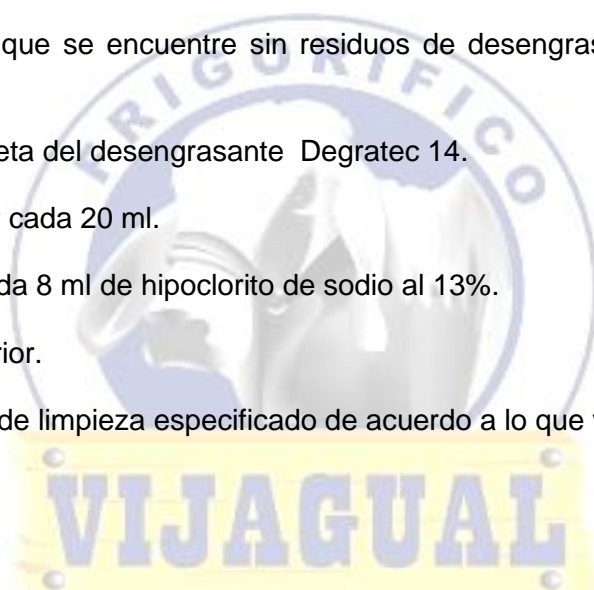 que se encuentre sin residuos de desengras
FRIGORIFICO
eta del desengrasante Degratec 14.
cada 20 ml.
da 8 ml de hipoclorito de sodio al 13%.
rior.
de limpieza especificado de acuerdo a lo que
VIJAGUAL